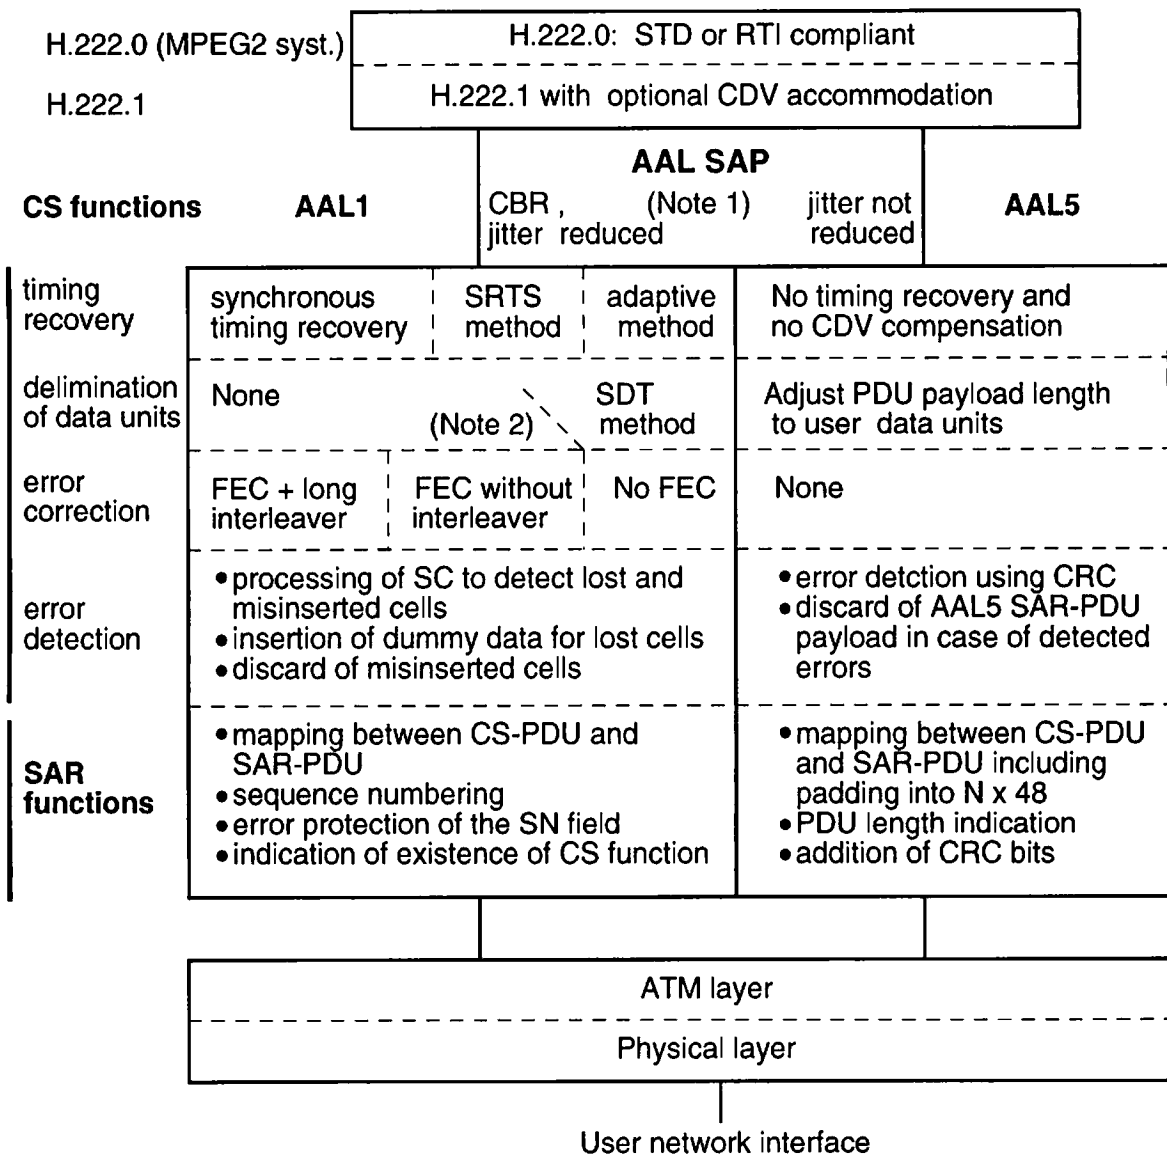 H.222.0 (MPEG2 syst.)
H.222.0: STD or RTI compliant
H.222.1
H.222.1 with optional CDV accommodation
AAL SAP
CS functions
AAL1
CBR ,
jitter reduced
(Note 1)
jitter not
reduced
AAL5
timing
recovery
synchronous
timing recovery
SRTS
method
adaptive
method
No timing recovery and
no CDV compensation
delimination
of data units
None
(Note 2)
SDT
method
Adjust PDU payload length
to user data units
error
correction
FEC + long
interleaver
FEC without
interleaver
No FEC
None
error
detection
• processing of SC to detect lost and
misinserted cells
• insertion of dummy data for lost cells
• discard of misinserted cells
• error detction using CRC
• discard of AAL5 SAR-PDU
payload in case of detected
errors
SAR
functions
• mapping between CS-PDU and
SAR-PDU
• sequence numbering
• error protection of the SN field
• indication of existence of CS function
• mapping between CS-PDU
and SAR-PDU including
padding into N x 48
• PDU length indication
• addition of CRC bits
ATM layer
Physical layer
User network interface